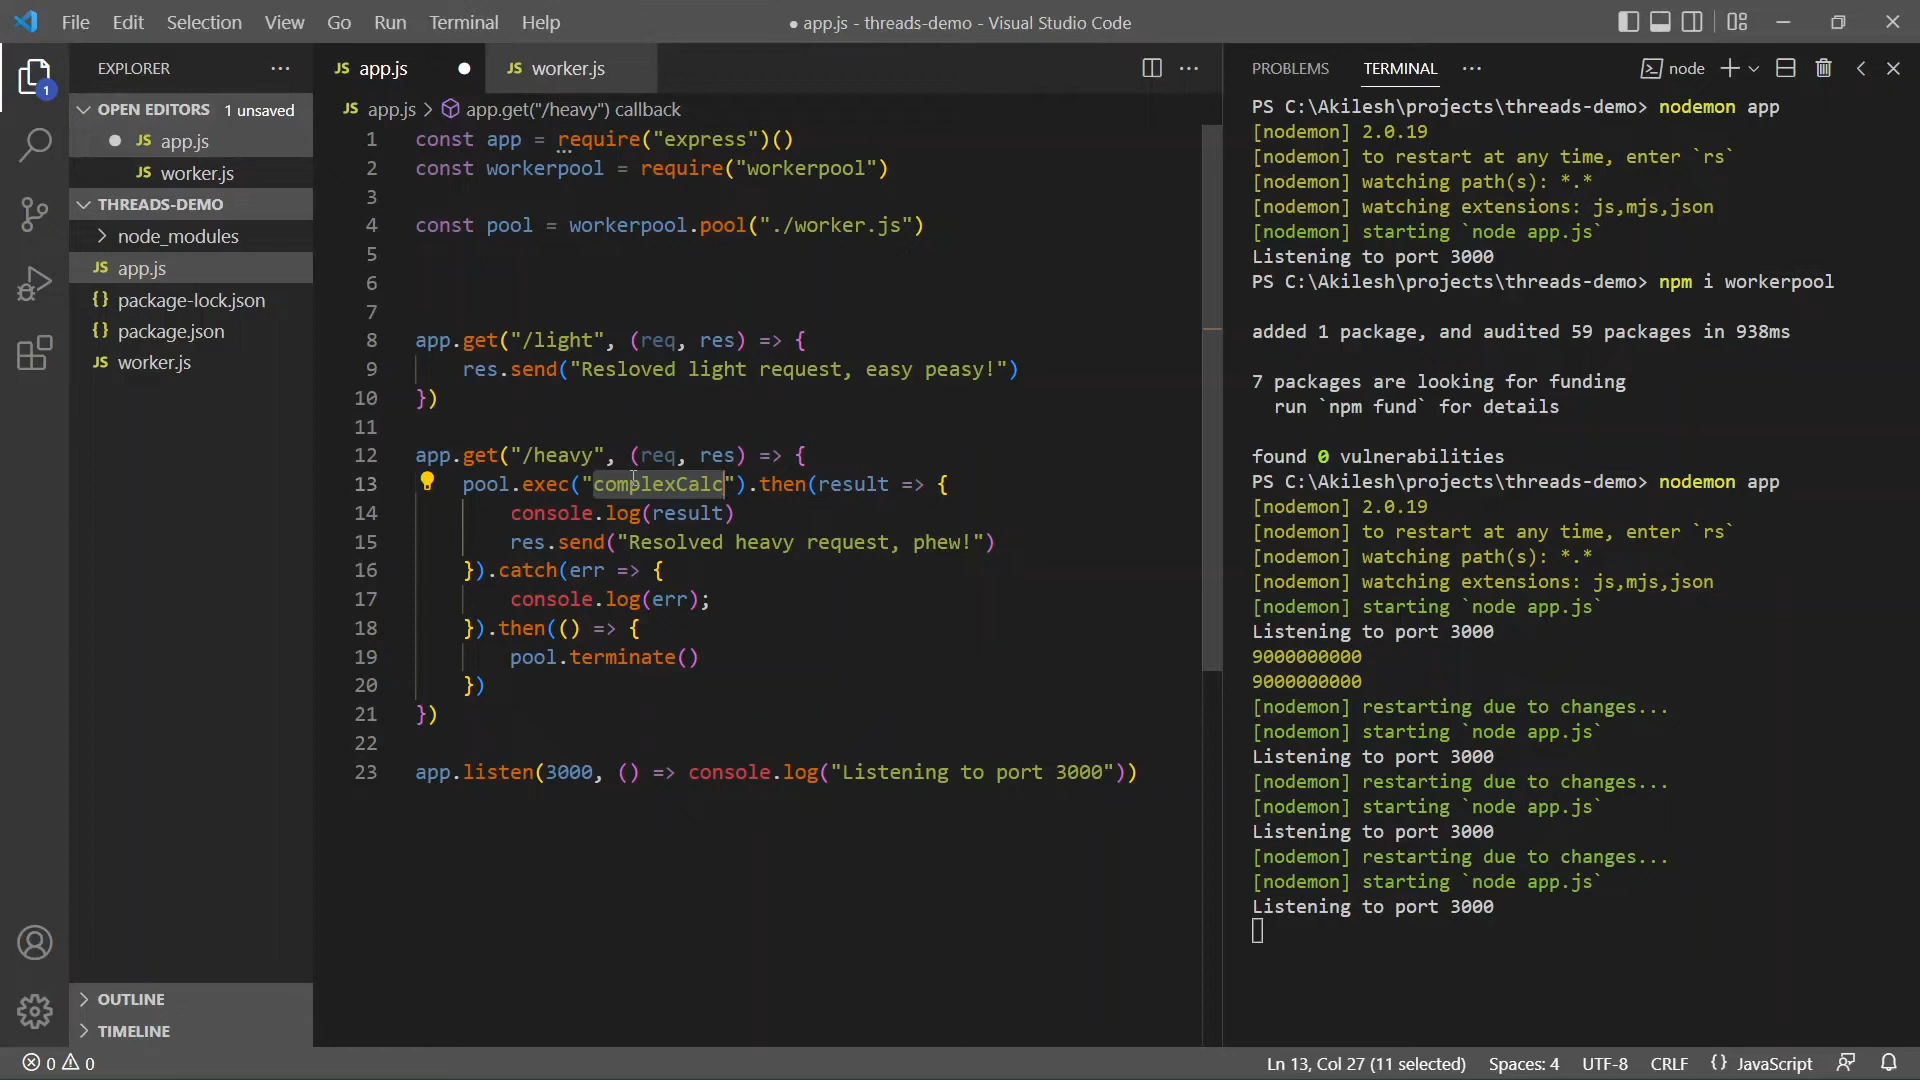 File Edit Selection View Go Run Terminal Help
● app.js - threads-demo - Visual Studio Code
EXPLORER ...
1
OPEN EDITORS 1 unsaved
● JS app.js
JS worker.js
THREADS-DEMO
node_modules
JS app.js
{} package-lock.json
{} package.json
JS worker.js
OUTLINE
TIMELINE
JS app.js ● JS worker.js
JS app.js > app.get("/heavy") callback
1 const app = require("express")()
2 const workerpool = require("workerpool")
3
4 const pool = workerpool.pool("./worker.js")
5
6
7
8 app.get("/light", (req, res) => {
9 res.send("Resloved light request, easy peasy!")
10 })
11
12 app.get("/heavy", (req, res) => {
13 pool.exec("complexCalc").then(result => {
14 console.log(result)
15 res.send("Resolved heavy request, phew!")
16 }).catch(err => {
17 console.log(err);
18 }).then(() => {
19 pool.terminate()
20 })
21 })
22
23 app.listen(3000, () => console.log("Listening to port 3000"))
PROBLEMS TERMINAL ... node
PS C:\Akilesh\projects\threads-demo> nodemon app
[nodemon] 2.0.19
[nodemon] to restart at any time, enter `rs`
[nodemon] watching path(s): *.*
[nodemon] watching extensions: js,mjs,json
[nodemon] starting `node app.js`
Listening to port 3000
PS C:\Akilesh\projects\threads-demo> npm i workerpool
added 1 package, and audited 59 packages in 938ms
7 packages are looking for funding
run `npm fund` for details
found 0 vulnerabilities
PS C:\Akilesh\projects\threads-demo> nodemon app
[nodemon] 2.0.19
[nodemon] to restart at any time, enter `rs`
[nodemon] watching path(s): *.*
[nodemon] watching extensions: js,mjs,json
[nodemon] starting `node app.js`
Listening to port 3000
9000000000
9000000000
[nodemon] restarting due to changes...
[nodemon] starting `node app.js`
Listening to port 3000
[nodemon] restarting due to changes...
[nodemon] starting `node app.js`
Listening to port 3000
[nodemon] restarting due to changes...
[nodemon] starting `node app.js`
Listening to port 3000
0 0 Ln 13, Col 27 (11 selected) Spaces: 4 UTF-8 CRLF {} JavaScript